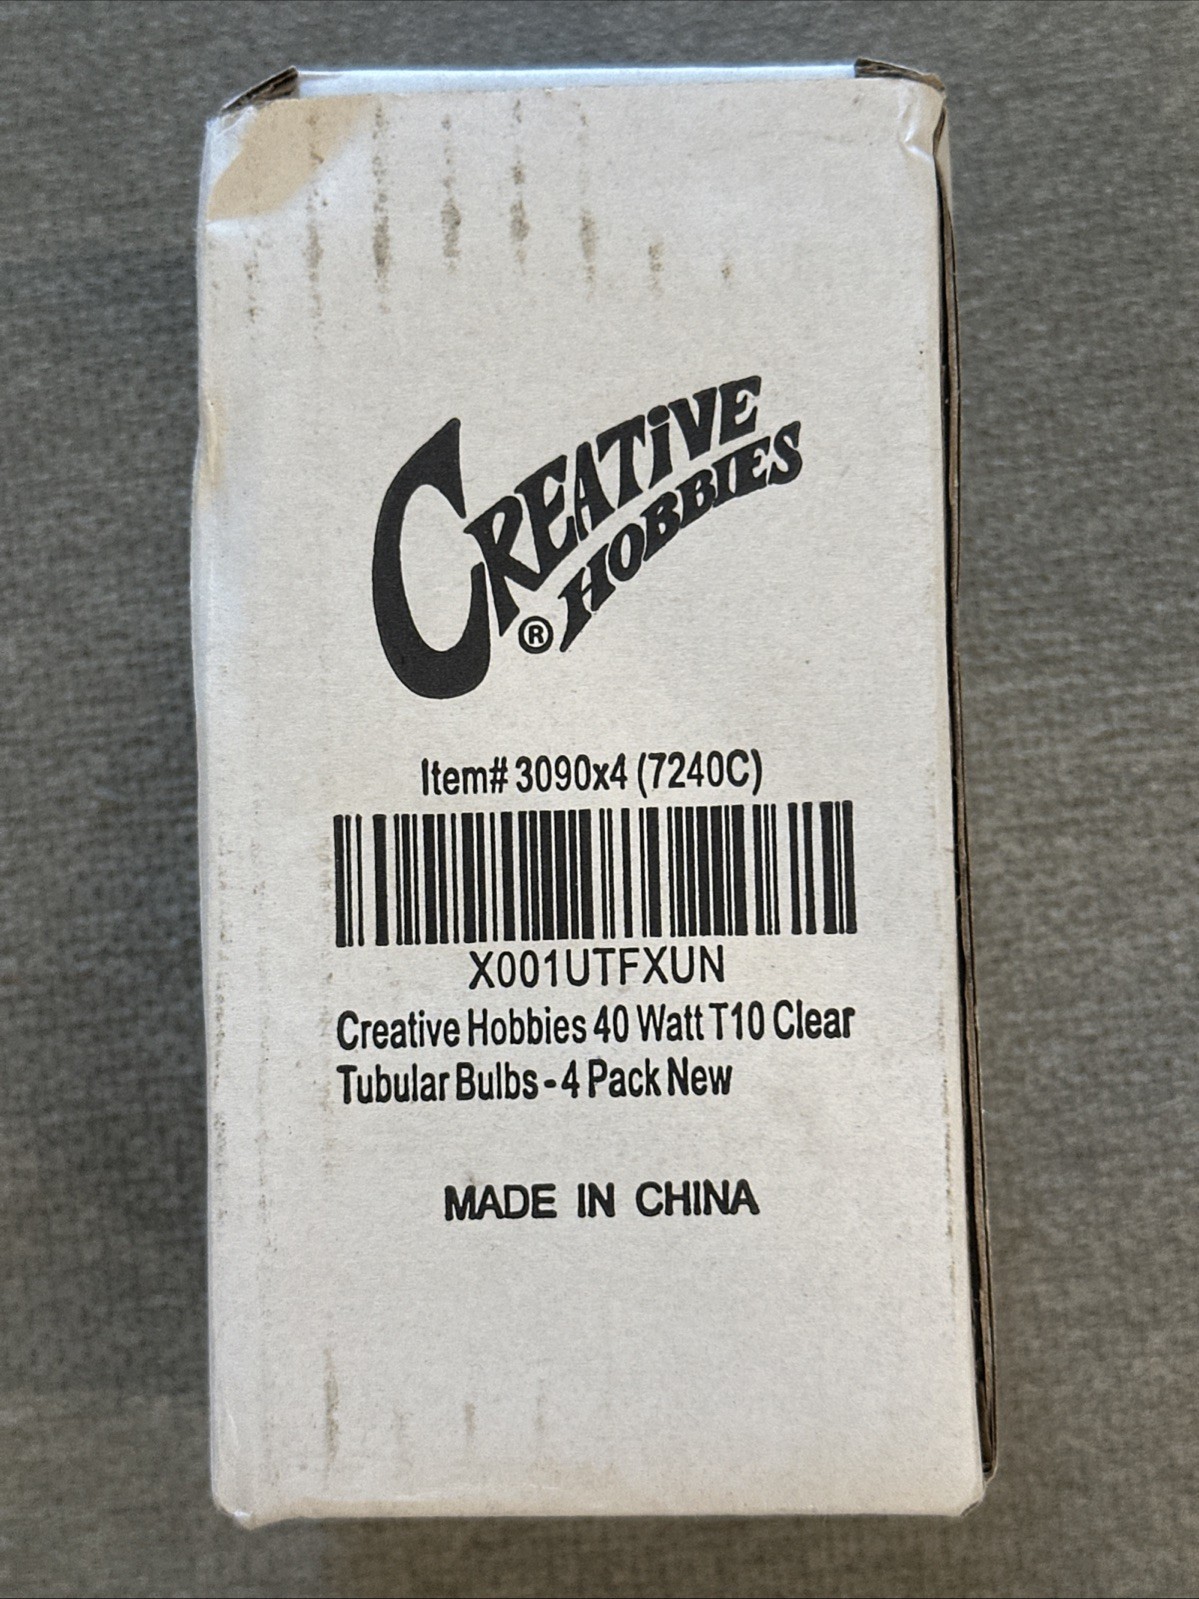 CREATiVE
HOBBIES
®
Item# 3090x4 (7240C)
X001UTFXUN
Creative Hobbies 40 Watt T10 Clear
Tubular Bulbs - 4 Pack New
MADE IN CHINA